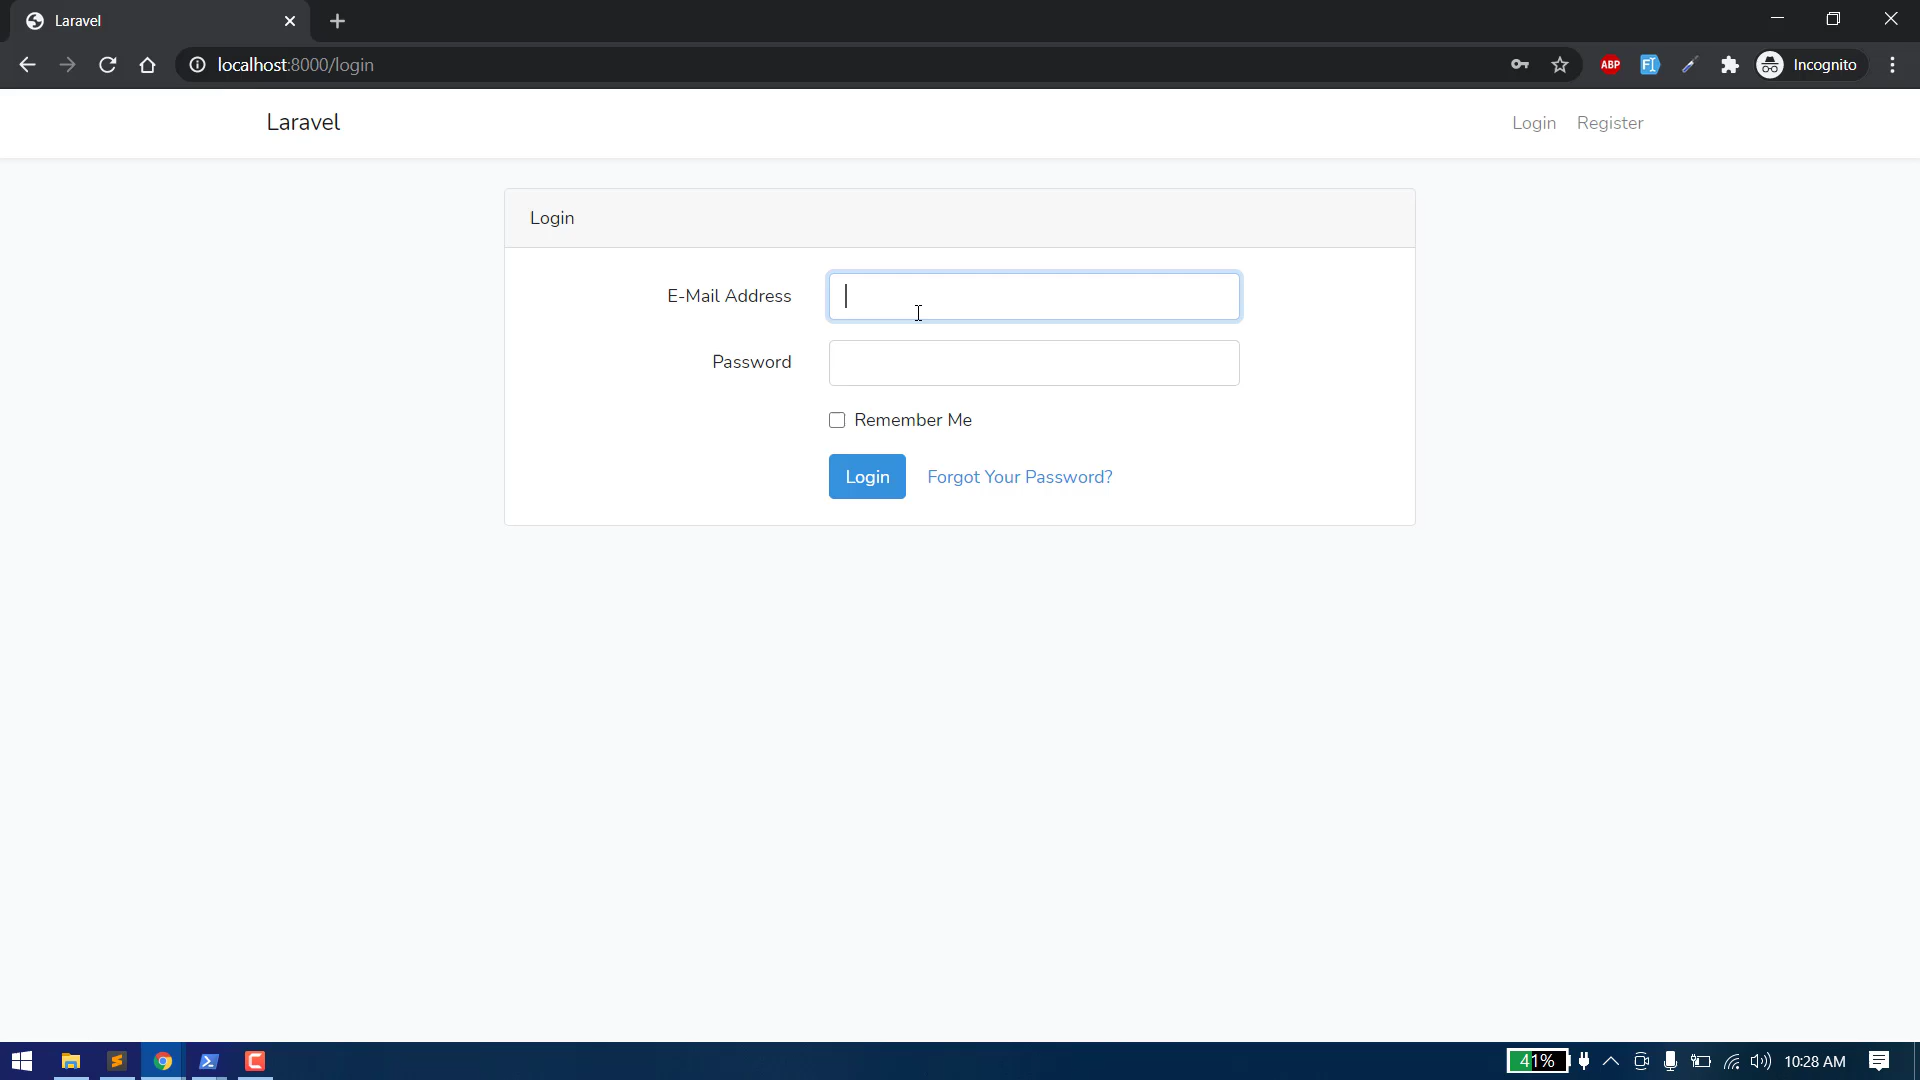 Laravel
localhost:8000/login
ABP
Incognito
Laravel
Login Register
Login
E-Mail Address
Password
Remember Me
Login Forgot Your Password?
41%
10:28 AM